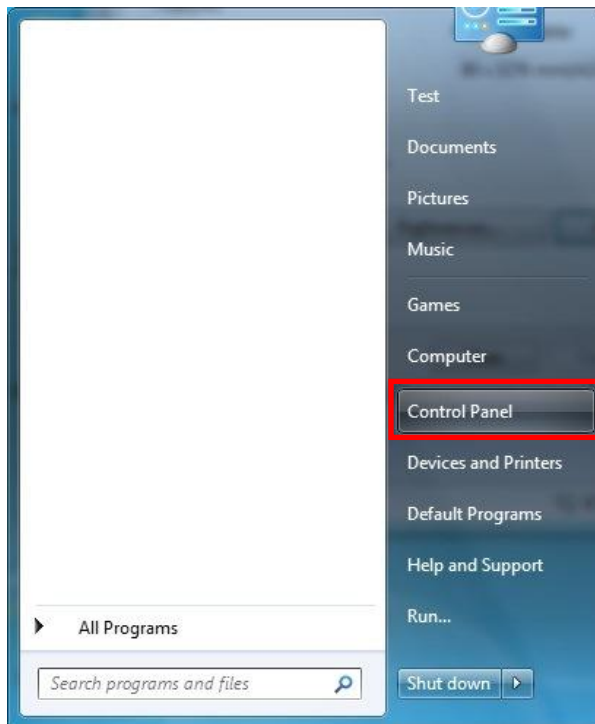 Test
Documents
Pictures
Music
Games
Computer
Control Panel
Devices and Printers
Default Programs
Help and Support
Run...
All Programs
Search programs and files
Shut down